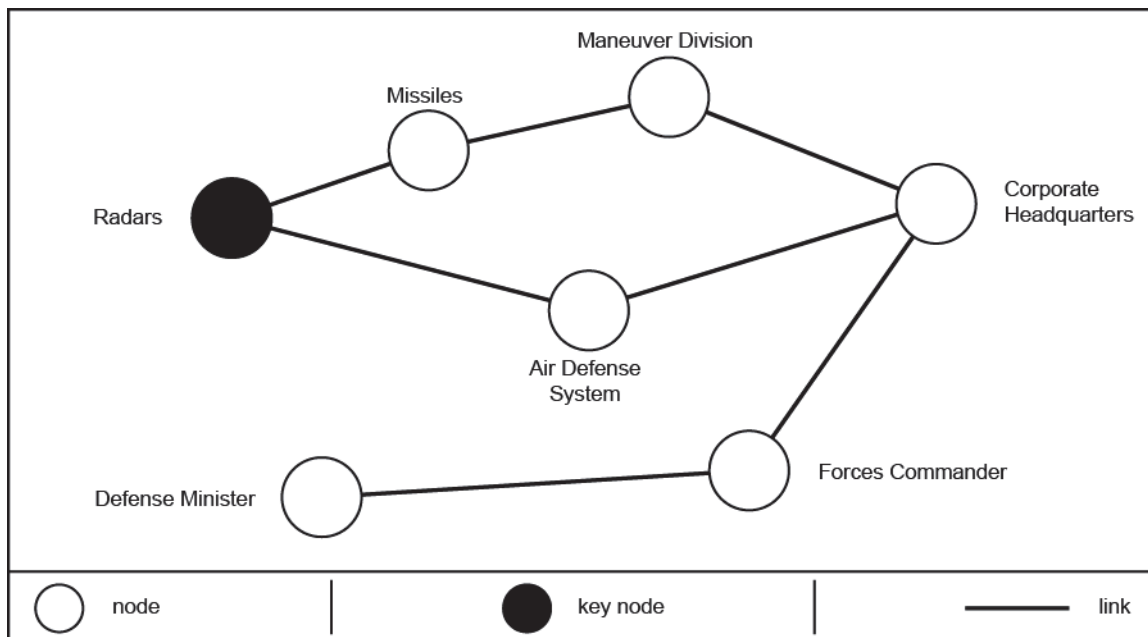 Maneuver Division
Missiles
Radars
Corporate
Headquarters
Air Defense
System
Forces Commander
Defense Minister
node
key node
link